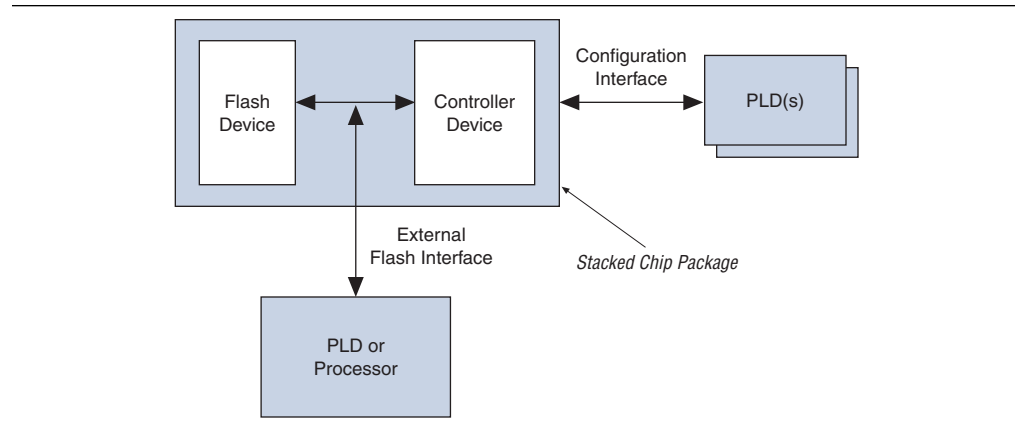 Flash
Device
Controller
Device
Configuration
Interface
PLD(s)
External
Flash Interface
Stacked Chip Package
PLD or
Processor